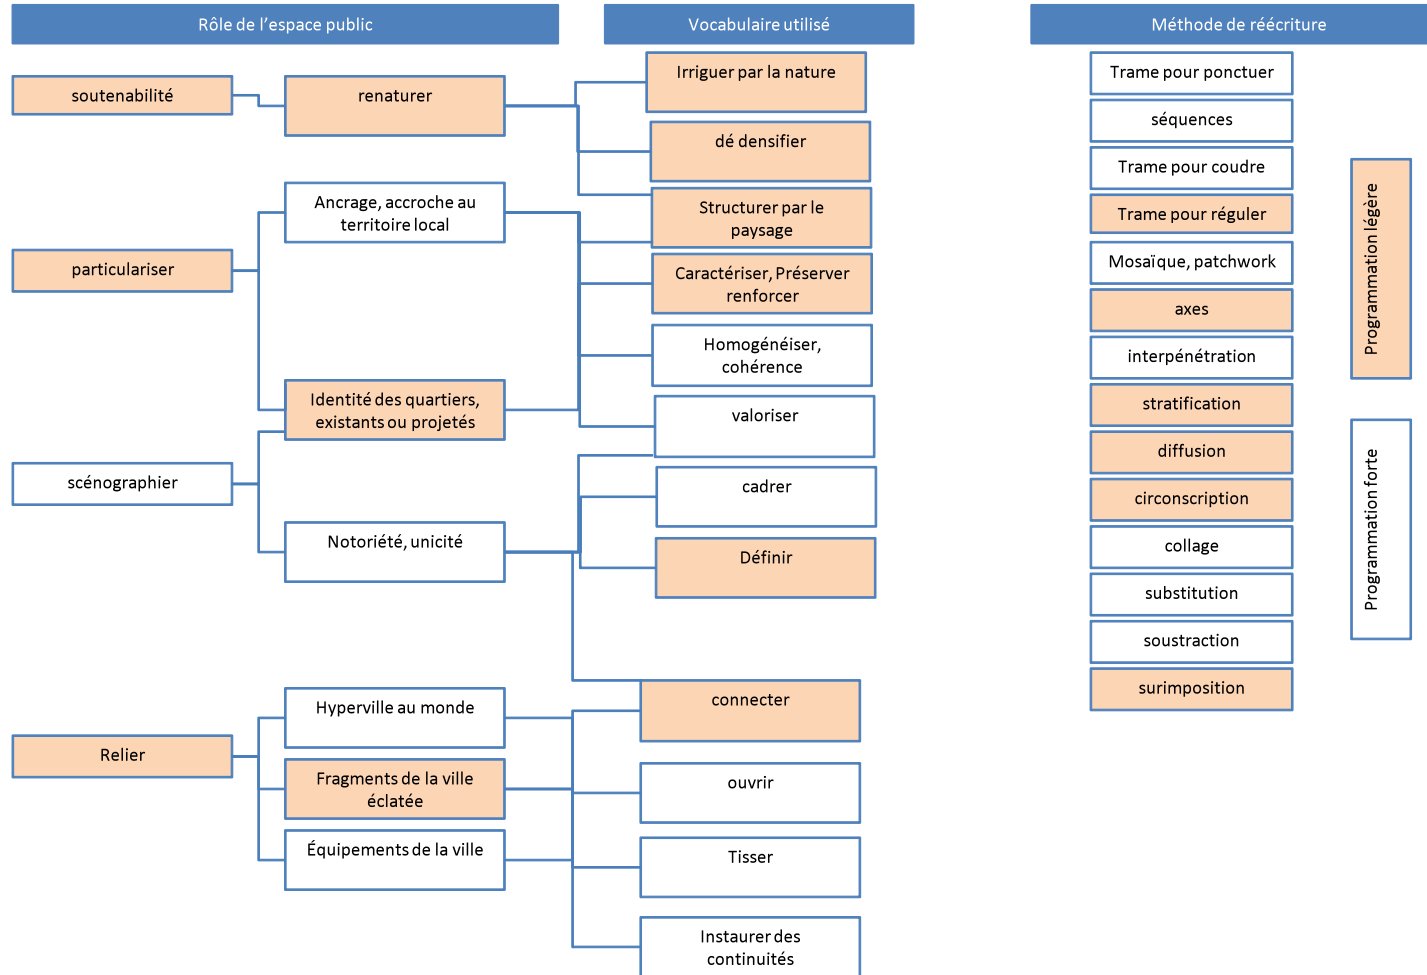 Rôle de l’espace public
Vocabulaire utilisé
Méthode de réécriture
soutenabilité
particulariser
scénographier
Relier
renaturer
Ancrage, accroche au
territoire local
Identité des quartiers,
existants ou projetés
Notoriété, unicité
Hyperville au monde
Fragments de la ville
éclatée
Équipements de la ville
Irriguer par la nature
dé densifier
Structurer par le
paysage
Caractériser, Préserver
renforcer
Homogénéiser,
cohérence
valoriser
cadrer
Définir
connecter
ouvrir
Tisser
Instaurer des
continuités
Trame pour ponctuer
séquences
Trame pour coudre
Trame pour réguler
Mosaïque, patchwork
axes
interpénétration
stratification
diffusion
circonscription
collage
substitution
soustraction
surimposition
Programmation légère
Programmation forte